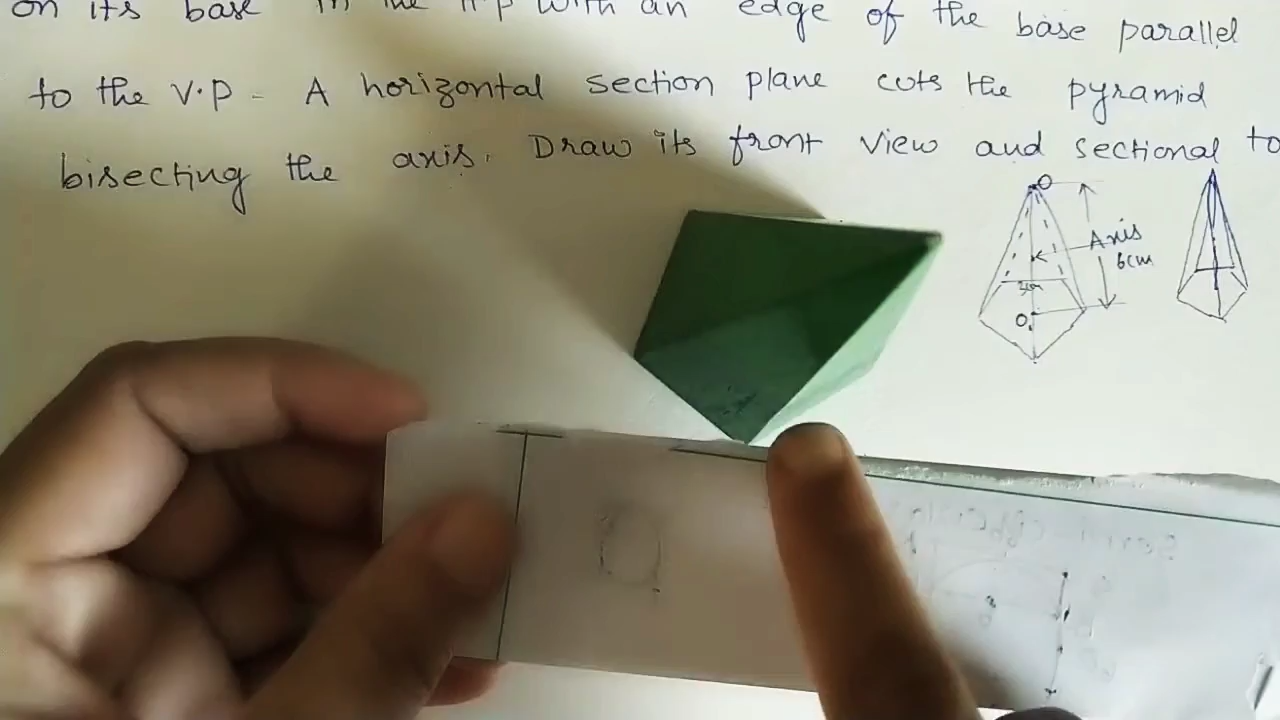 on its base in the H.P with an edge of the base parallel
to the V.P - A horizontal section plane cuts the pyramid
bisecting the axis. Draw its front view and sectional to
O
Axis
6cm
3cm
O,